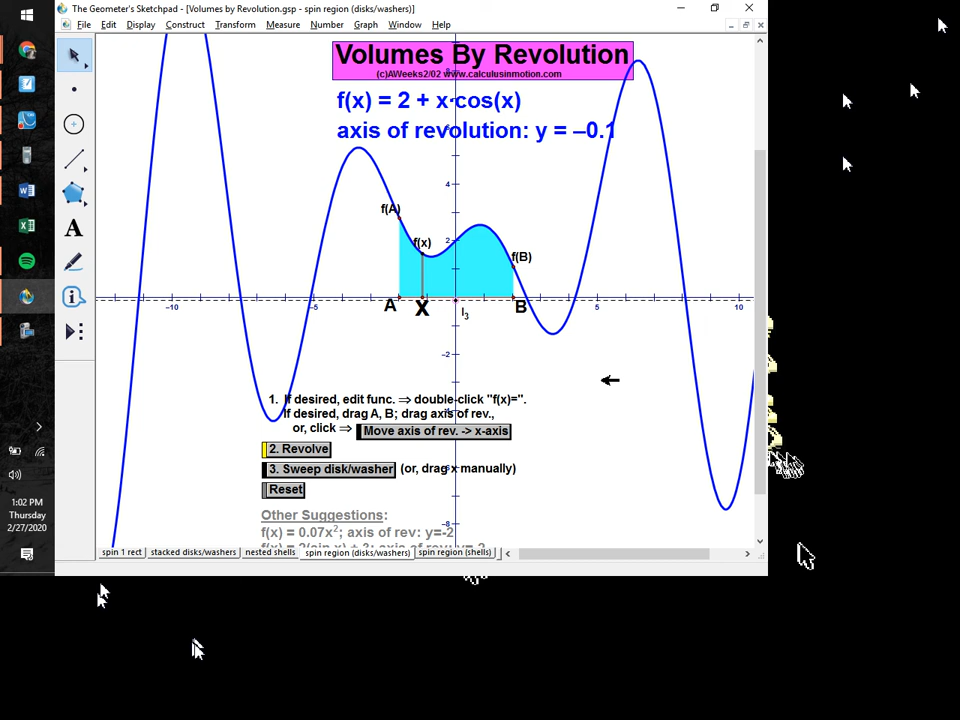 The Geometer's Sketchpad - [Volumes by Revolution.gsp - spin region (disks/washers)]
File Edit Display Construct Transform Measure Number Graph Window Help
Volumes By Revolution
(c)AWeeks2/02 www.calculusinmotion.com
f(x) = 2 + x·cos(x)
axis of revolution: y = –0.1
4
f(A)
2
f(x)
f(B)
A
X
B
I3
-10
-5
5
10
-2
1. If desired, edit func. ⇒ double-click "f(x)=".
If desired, drag A, B; drag axis of rev.,
or, click ⇒ Move axis of rev. -> x-axis
2. Revolve
3. Sweep disk/washer (or, drag x manually)
Reset
Other Suggestions:
f(x) = 0.07x²; axis of rev: y=-2
-8
spin 1 rect stacked disks/washers nested shells spin region (disks/washers) spin region (shells)
1:02 PM
Thursday
2/27/2020